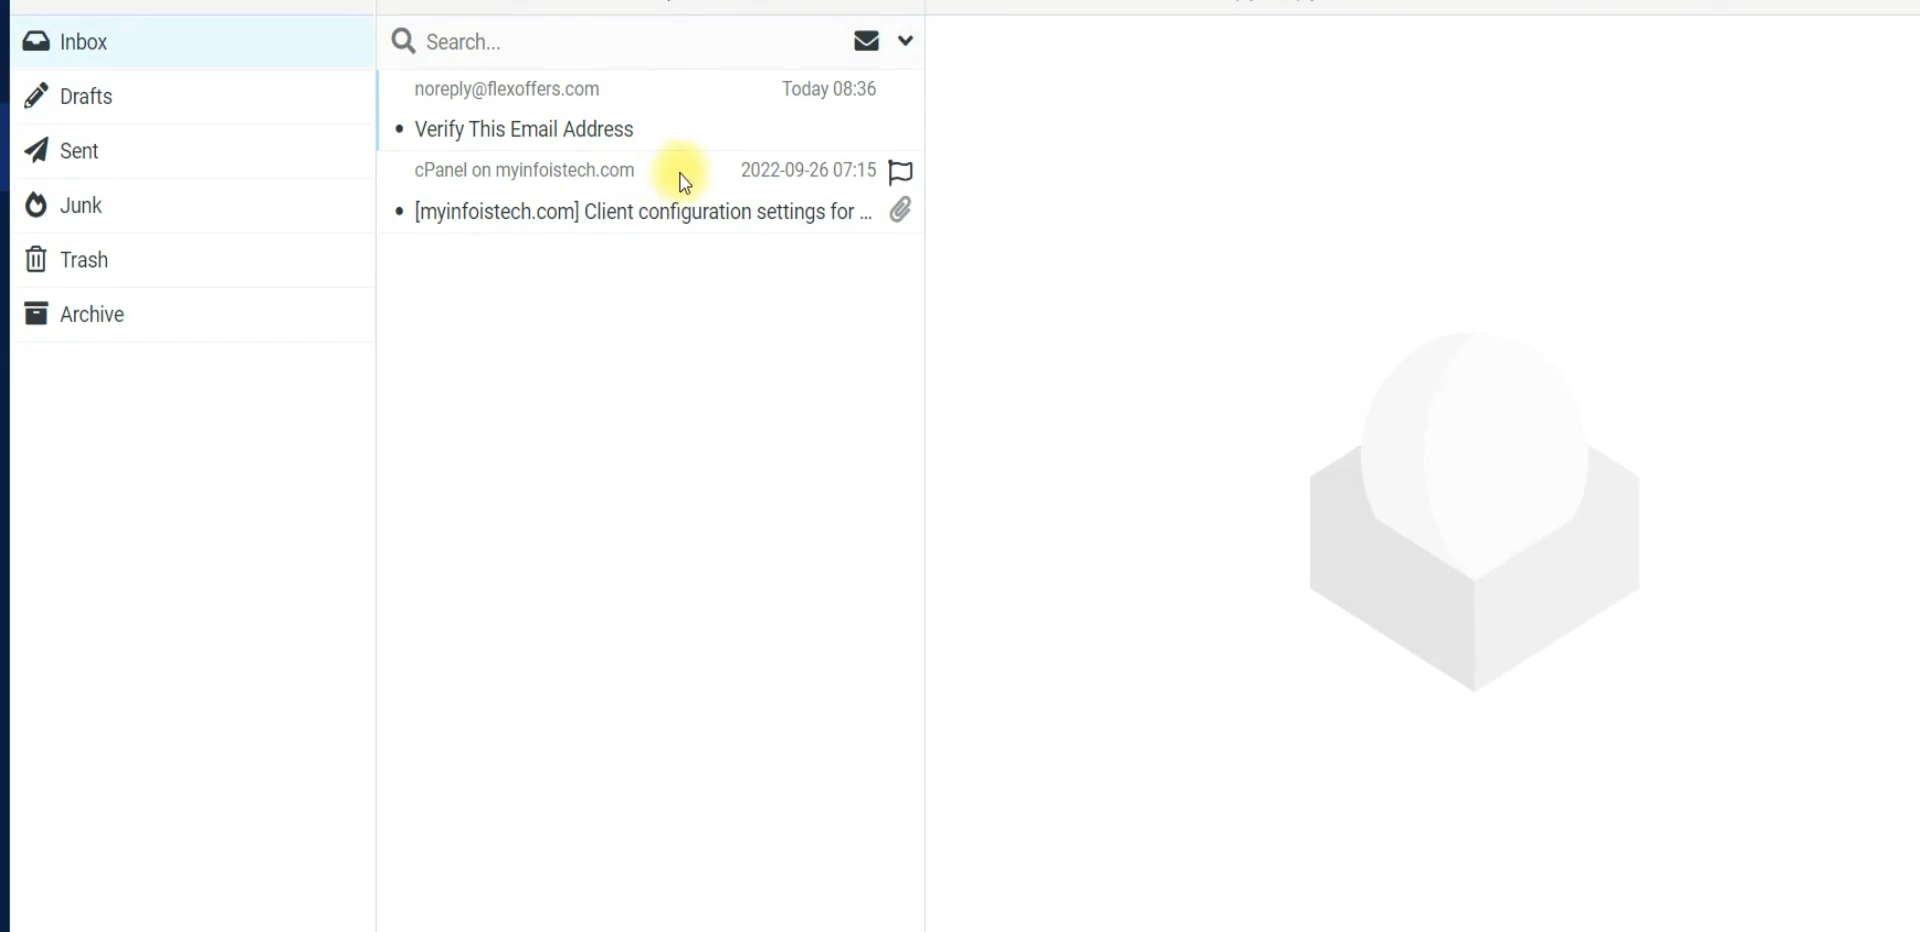 Inbox
Drafts
Sent
Junk
Trash
Archive
Search...
noreply@flexoffers.com Today 08:36
• Verify This Email Address
cPanel on myinfoistech.com 2022-09-26 07:15
• [myinfoistech.com] Client configuration settings for ...